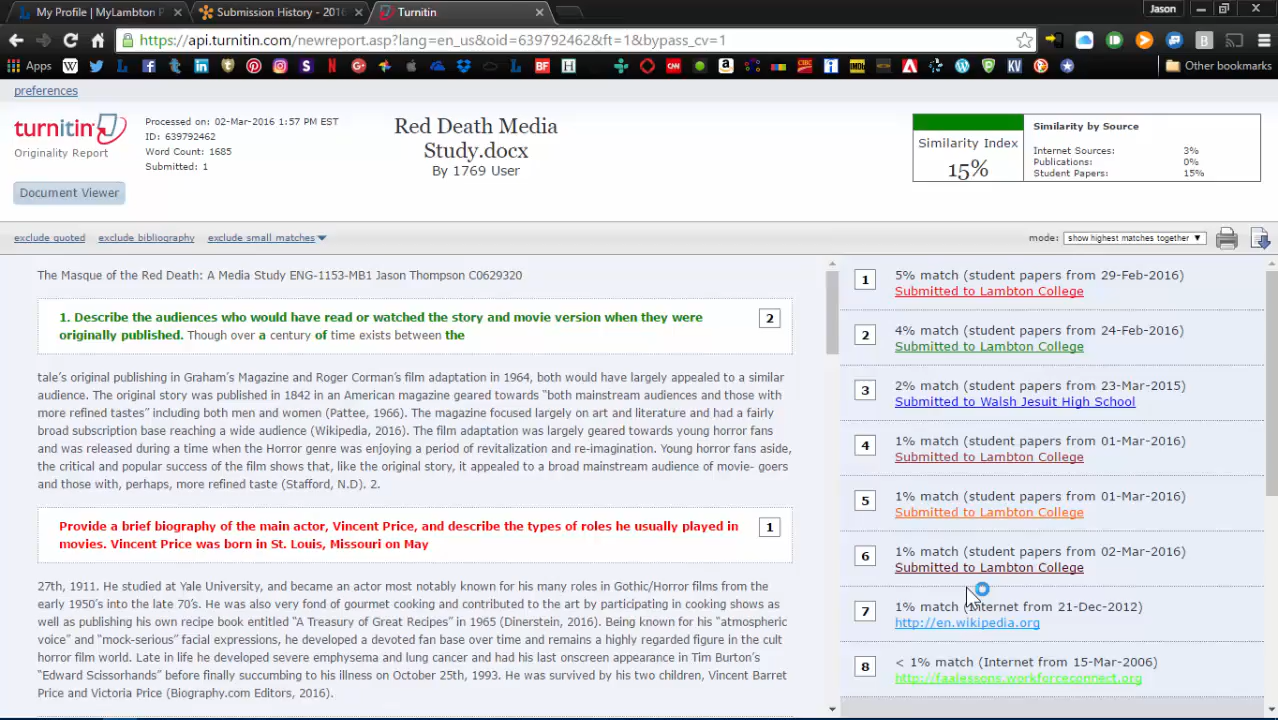 My Profile | MyLambton P
Submission History - 2016
Turnitin
Jason
https://api.turnitin.com/newreport.asp?lang=en_us&oid=639792462&ft=1&bypass_cv=1
Apps
Other bookmarks
preferences
turnitin
Originality Report
Processed on: 02-Mar-2016 1:57 PM EST
ID: 639792462
Word Count: 1685
Submitted: 1
Red Death Media
Study.docx
By 1769 User
Similarity Index
15%
Similarity by Source
Internet Sources: 3%
Publications: 0%
Student Papers: 15%
Document Viewer
exclude quoted exclude bibliography exclude small matches
mode: show highest matches together
The Masque of the Red Death: A Media Study ENG-1153-MB1 Jason Thompson C0629320
1. Describe the audiences who would have read or watched the story and movie version when they were
originally published. Though over a century of time exists between the
2
tale's original publishing in Graham's Magazine and Roger Corman's film adaptation in 1964, both would have largely appealed to a similar
audience. The original story was published in 1842 in an American magazine geared towards "both mainstream audiences and those with
more refined tastes" including both men and women (Pattee, 1966). The magazine focused largely on art and literature and had a fairly
broad subscription base reaching a wide audience (Wikipedia, 2016). The film adaptation was largely geared towards young horror fans
and was released during a time when the Horror genre was enjoying a period of revitalization and re-imagination. Young horror fans aside,
the critical and popular success of the film shows that, like the original story, it appealed to a broad mainstream audience of movie- goers
and those with, perhaps, more refined taste (Stafford, N.D). 2.
Provide a brief biography of the main actor, Vincent Price, and describe the types of roles he usually played in
movies. Vincent Price was born in St. Louis, Missouri on May
1
27th, 1911. He studied at Yale University, and became an actor most notably known for his many roles in Gothic/Horror films from the
early 1950's into the late 70's. He was also very fond of gourmet cooking and contributed to the art by participating in cooking shows as
well as publishing his own recipe book entitled "A Treasury of Great Recipes" in 1965 (Dinerstein, 2016). Being known for his "atmospheric
voice" and "mock-serious" facial expressions, he developed a devoted fan base over time and remains a highly regarded figure in the cult
horror film world. Late in life he developed severe emphysema and lung cancer and had his last onscreen appearance in Tim Burton's
"Edward Scissorhands" before finally succumbing to his illness on October 25th, 1993. He was survived by his two children, Vincent Barret
Price and Victoria Price (Biography.com Editors, 2016).
1
5% match (student papers from 29-Feb-2016)
Submitted to Lambton College
2
4% match (student papers from 24-Feb-2016)
Submitted to Lambton College
3
2% match (student papers from 23-Mar-2015)
Submitted to Walsh Jesuit High School
4
1% match (student papers from 01-Mar-2016)
Submitted to Lambton College
5
1% match (student papers from 01-Mar-2016)
Submitted to Lambton College
6
1% match (student papers from 02-Mar-2016)
Submitted to Lambton College
7
1% match (Internet from 21-Dec-2012)
http://en.wikipedia.org
8
< 1% match (Internet from 15-Mar-2006)
http://faalessons.workforceconnect.org